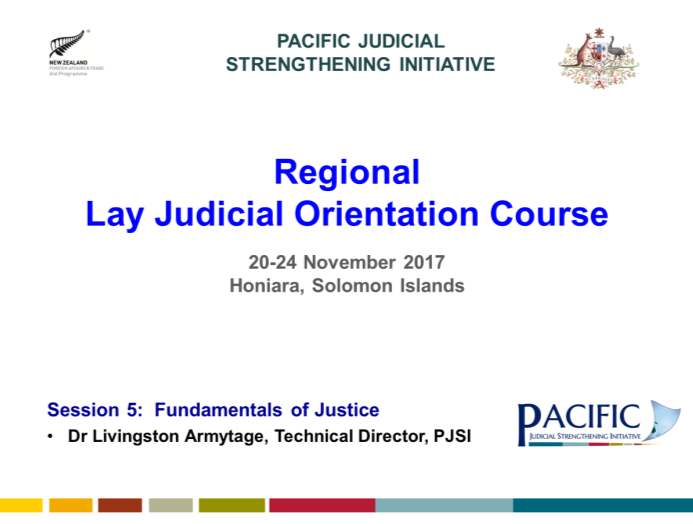 PACIFIC JUDICIAL
STRENGTHENING INITIATIVE
NEW ZEALAND
FOREIGN AFFAIRS & TRADE
Aid Programme
Regional
Lay Judicial Orientation Course
20-24 November 2017
Honiara, Solomon Islands
Session 5: Fundamentals of Justice
• Dr Livingston Armytage, Technical Director, PJSI
PACIFIC
JUDICIAL STRENGTHENING INITIATIVE